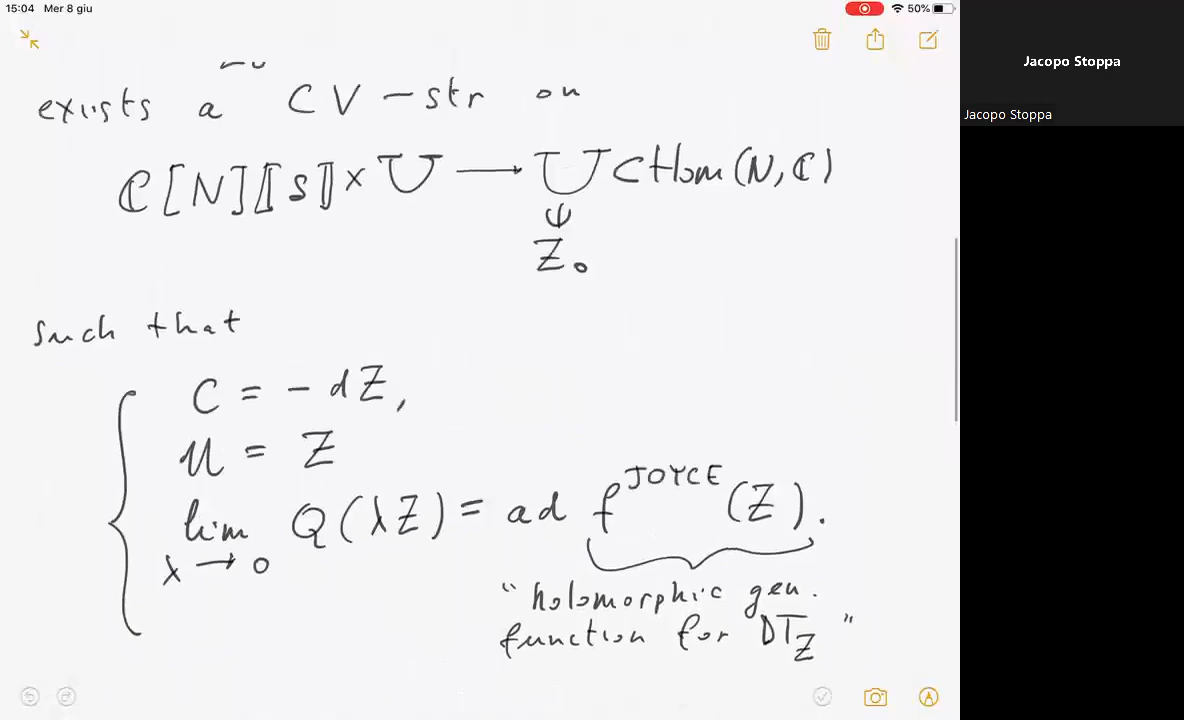 15:04 Mer 8 giu
50%
Jacopo Stoppa
Jacopo Stoppa
exists a CV-str on
ℂ[N][[s]] × U → U ⊂ Hom(N, ℂ)
Ψ
Z₀
such that
C = - dZ,
U = Z
lim Q(λZ) = ad f^JOYCE (Z).
λ → 0
"holomorphic gen.
function for DT_Z"